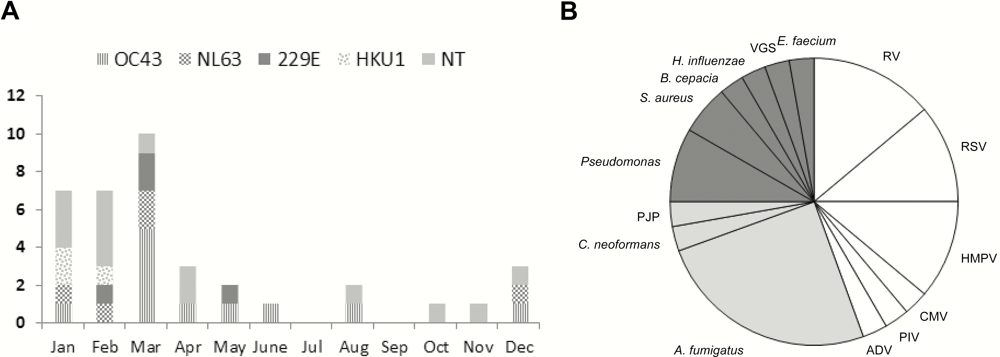 A
B
OC43 NL63 229E HKU1 NT
12
10
8
6
4
2
0
Jan Feb Mar Apr May June Jul Aug Sep Oct Nov Dec
E. faecium
VGS
RV
H. influenzae
B. cepacia
S. aureus
RSV
Pseudomonas
PJP
C. neoformans
HMPV
CMV
PIV
A. fumigatus
ADV